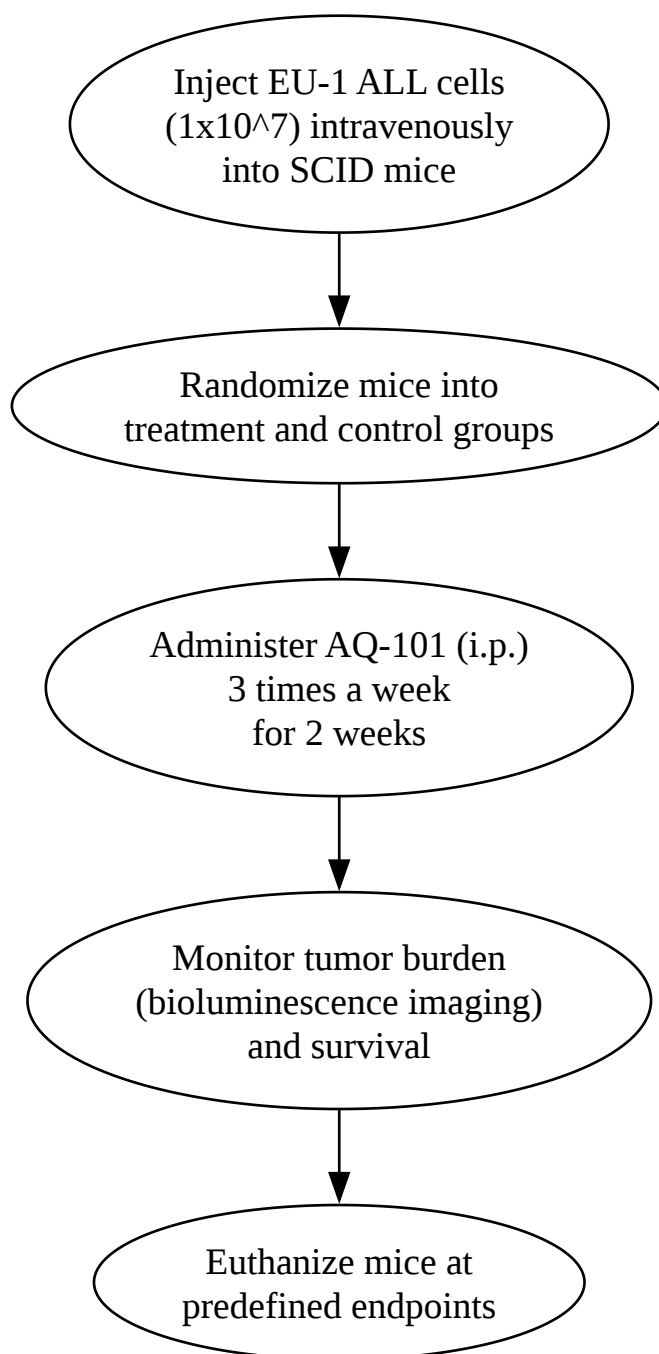 Inject EU-1 ALL cells
(1x10^7) intravenously
into SCID mice
Randomize mice into
treatment and control groups
Administer AQ-101 (i.p.)
3 times a week
for 2 weeks
Monitor tumor burden
(bioluminescence imaging)
and survival
Euthanize mice at
predefined endpoints